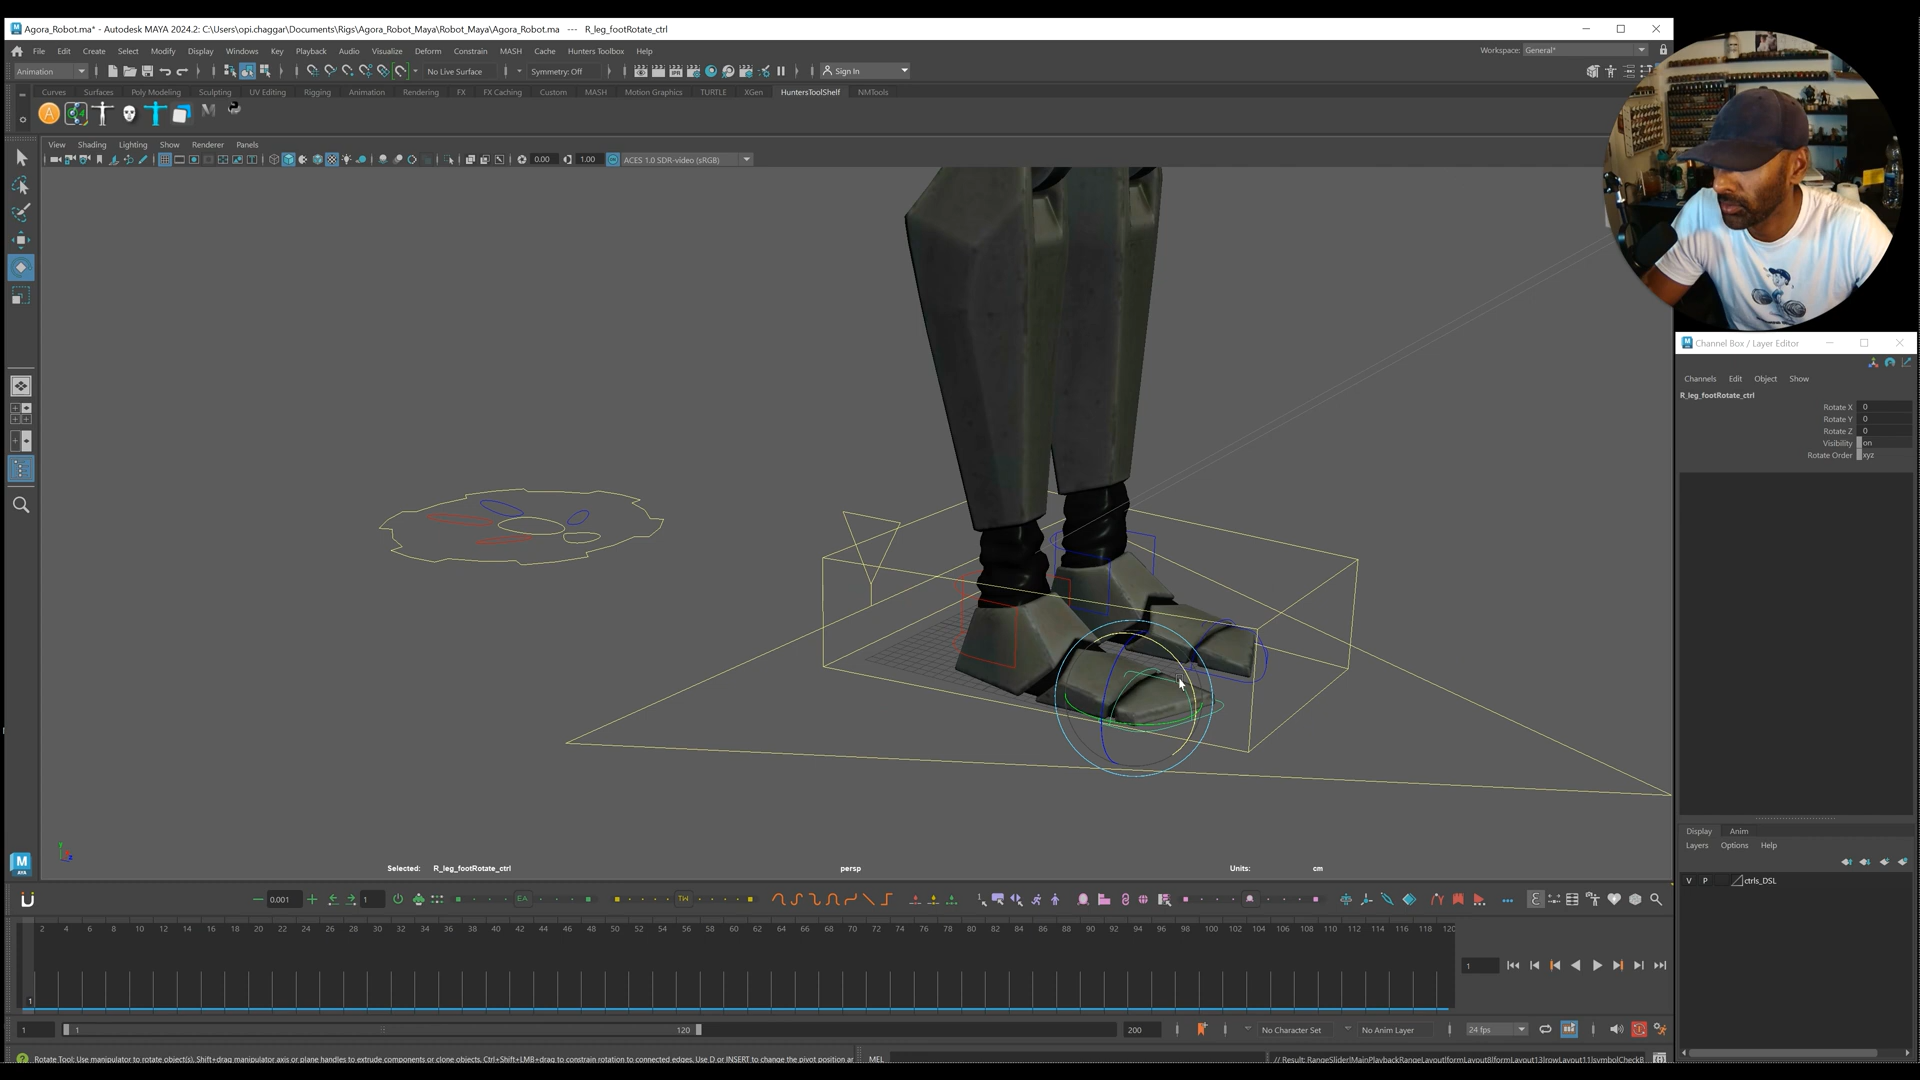 Agora_Robot.ma* - Autodesk MAYA 2024.2: C:\Users\opi.chaggar\Documents\Rigs\Agora_Robot_Maya\Robot_Maya\Agora_Robot.ma --- R_leg_footRotate_ctrl
File Edit Create Select Modify Display Windows Key Playback Audio Visualize Deform Constrain MASH Cache Hunters Toolbox Help
Workspace: General*
Animation No Live Surface Symmetry: Off Sign In
Curves Surfaces Poly Modeling Sculpting UV Editing Rigging Animation Rendering FX FX Caching Custom MASH Motion Graphics TURTLE XGen HuntersToolShelf NMTools
View Shading Lighting Show Renderer Panels
0.00 1.00 ACES 1.0 SDR-video (sRGB)
Channel Box / Layer Editor
Channels Edit Object Show
R_leg_footRotate_ctrl
Rotate X 0
Rotate Y 0
Rotate Z 0
Visibility on
Rotate Order xyz
Display Anim
Layers Options Help
V P ctrls_DSL
Selected: R_leg_footRotate_ctrl persp Units: cm
0.001 1 EA TW
2 4 6 8 10 12 14 16 18 20 22 24 26 28 30 32 34 36 38 40 42 44 46 48 50 52 54 56 58 60 62 64 66 68 70 72 74 76 78 80 82 84 86 88 90 92 94 96 98 100 102 104 106 108 110 112 114 116 118 120
1
1
1 1 120 200 No Character Set No Anim Layer 24 fps
Rotate Tool: Use manipulator to rotate object(s). Shift+drag manipulator axis or plane handles to extrude components or clone objects. Ctrl+Shift+LMB+drag to constrain rotation to connected edges. Use D or INSERT to change the pivot position ar
MEL
// Result: RangeSlider|MainPlaybackRangeLayout|formLayout8|formLayout13|rowLayout11|symbolCheckB